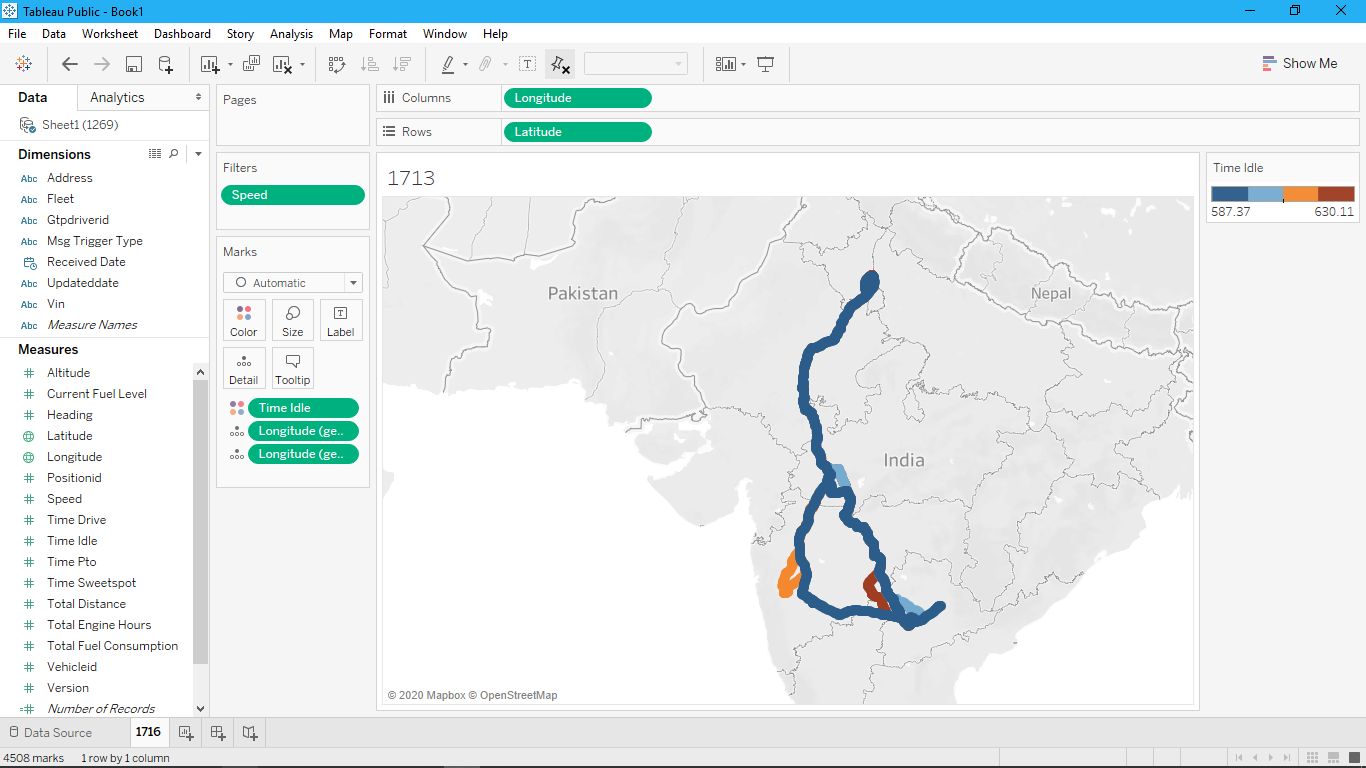 Tableau Public - Book1
File Data Worksheet Dashboard Story Analysis Map Format Window Help
Show Me
Data Analytics
Sheet1 (1269)
Dimensions
Abc Address
Abc Fleet
Abc Gtpdriverid
Abc Msg Trigger Type
Received Date
Abc Updateddate
Abc Vin
Abc Measure Names
Measures
Altitude
Current Fuel Level
Heading
Latitude
Longitude
Positionid
Speed
Time Drive
Time Idle
Time Pto
Time Sweetspot
Total Distance
Total Engine Hours
Total Fuel Consumption
Vehicleid
Version
Number of Records
Pages
Filters
Speed
Marks
Automatic
Color Size Label
Detail Tooltip
Time Idle
Longitude (ge..
Longitude (ge..
Columns Longitude
Rows Latitude
1713
Pakistan
Nepal
India
© 2020 Mapbox © OpenStreetMap
Time Idle
587.37 630.11
Data Source 1716
4508 marks 1 row by 1 column